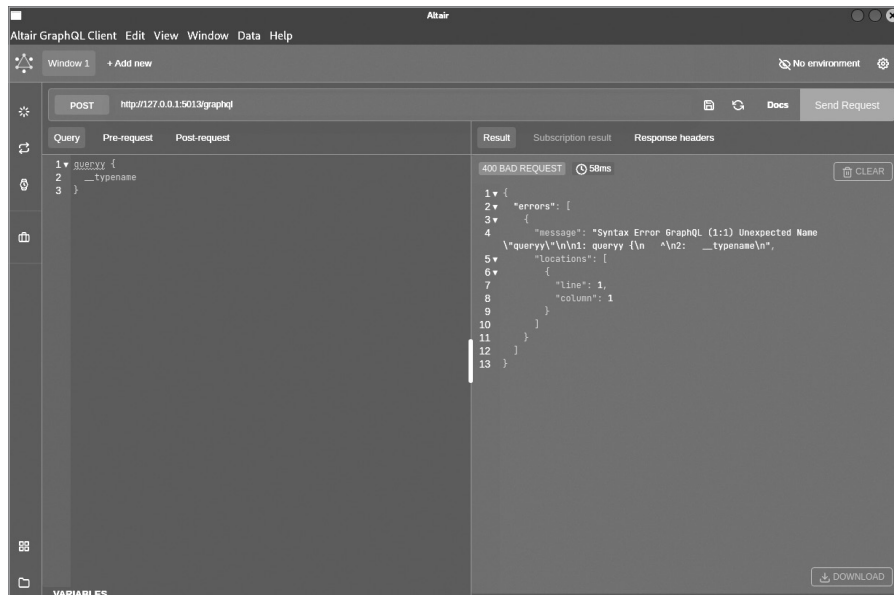 Altair
Altair GraphQL Client Edit View Window Data Help
Window 1 + Add new No environment
POST http://127.0.0.1:5013/graphql Docs Send Request
Query Pre-request Post-request
Result Subscription result Response headers
1 queryy {
2 __typename
3 }
400 BAD REQUEST 58ms CLEAR
1 {
2 "errors": [
3 {
4 "message": "Syntax Error GraphQL (1:1) Unexpected Name
\"queryy\"\n\n1: queryy {\n ^\n2: __typename\n",
5 "locations": [
6 {
7 "line": 1,
8 "column": 1
9 }
10 ]
11 }
12 ]
13 }
DOWNLOAD
VARIABLES